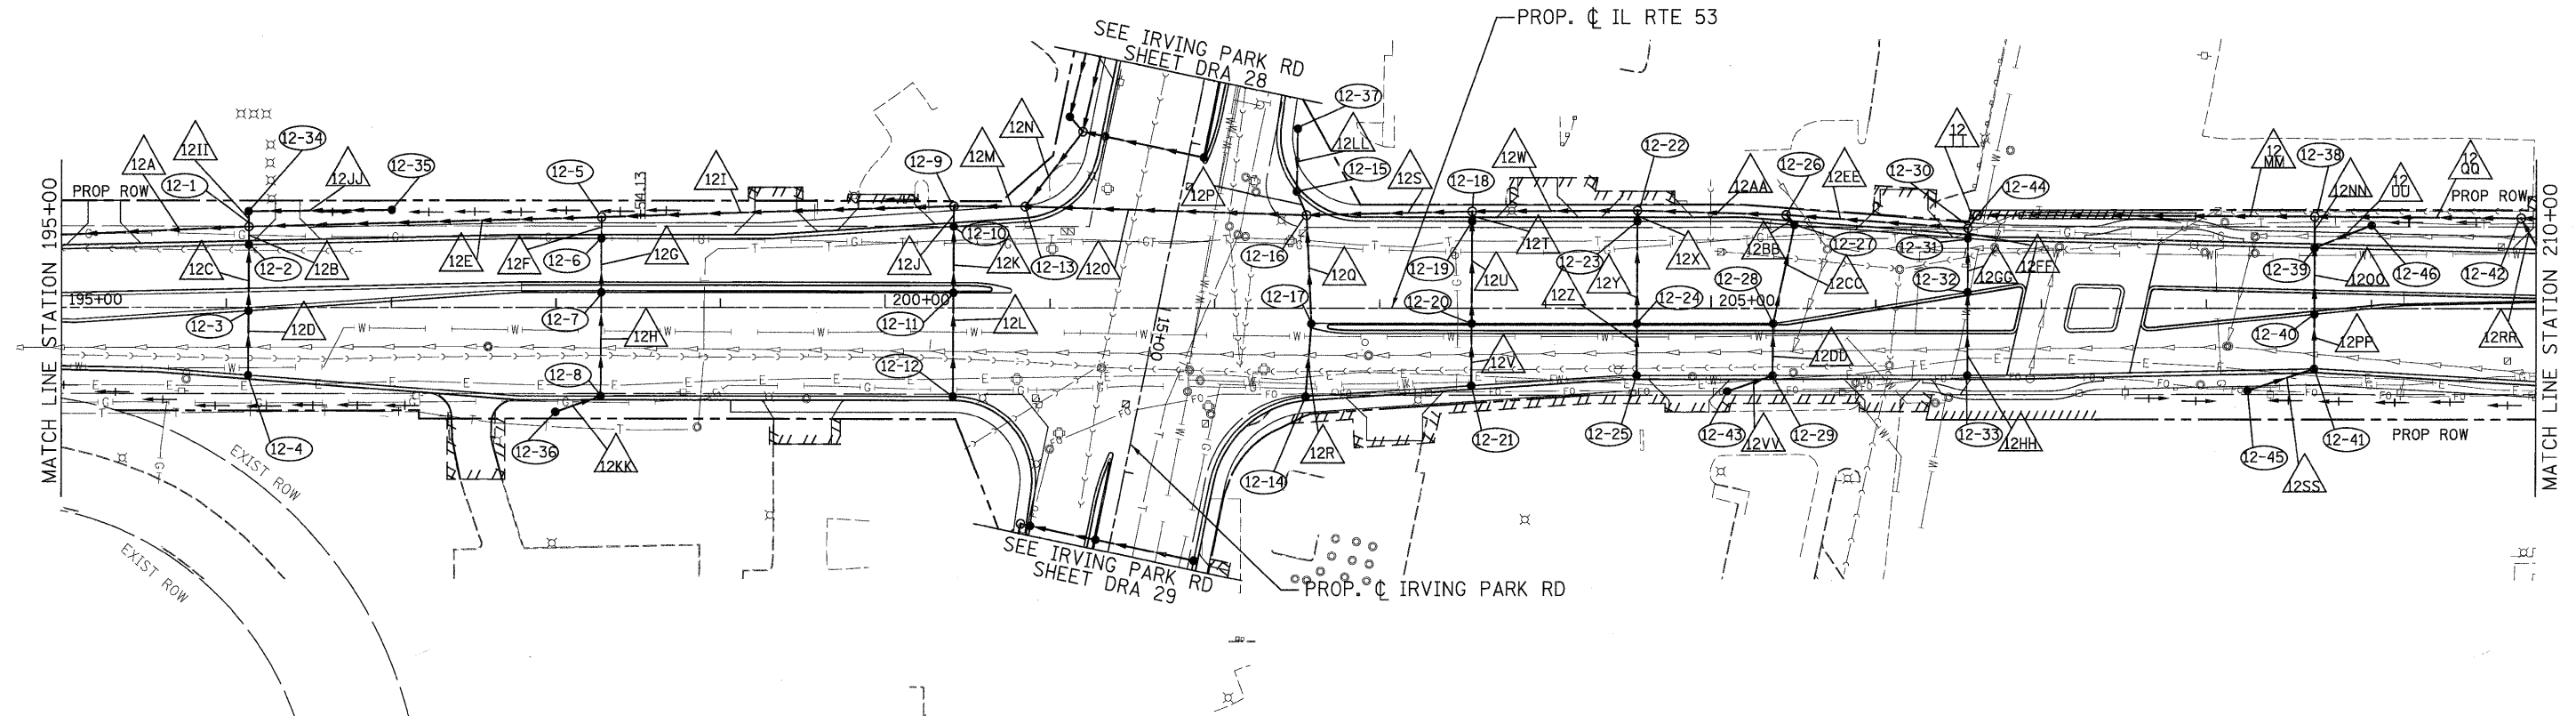 PROP. ℄ IL RTE 53
SEE IRVING PARK RD
SHEET DRA 28
12-37
12A
12II
12-34
12-1
12JJ
12-35
12-5
12I
12-9
12M
12N
12LL
12-15
12P
12S
12-18
12W
12-22
12AA
12-26
12EE
12-30
12
TT
12-44
12
MM
12-38
12NN
12
UU
12
QQ
PROP ROW
PROP ROW
54.13
MATCH LINE STATION 195+00
MATCH LINE STATION 210+00
12C
12-2
12B
12E
12F
12-6
12G
12J
12-10
12K
12-13
12O
12-16
12Q
12-19
12T
12U
12-23
12Y
12X
12Z
12-28
12BB
12-27
12CC
12-31
12-32
12GG
12FF
12-39
12OO
12-46
12-42
195+00
200+00
205+00
12-3
12D
12-7
12H
12-11
12L
12-17
12-20
12-24
12-40
12PP
12RR
115+00
12-8
12-12
12V
12DD
12-4
12-36
12KK
12-14
12R
12-21
12-25
12-43
12VV
12-29
12-33
12HH
12-45
12SS
12-41
PROP ROW
EXIST ROW
EXIST ROW
SEE IRVING PARK RD
SHEET DRA 29
PROP. ℄ IRVING PARK RD